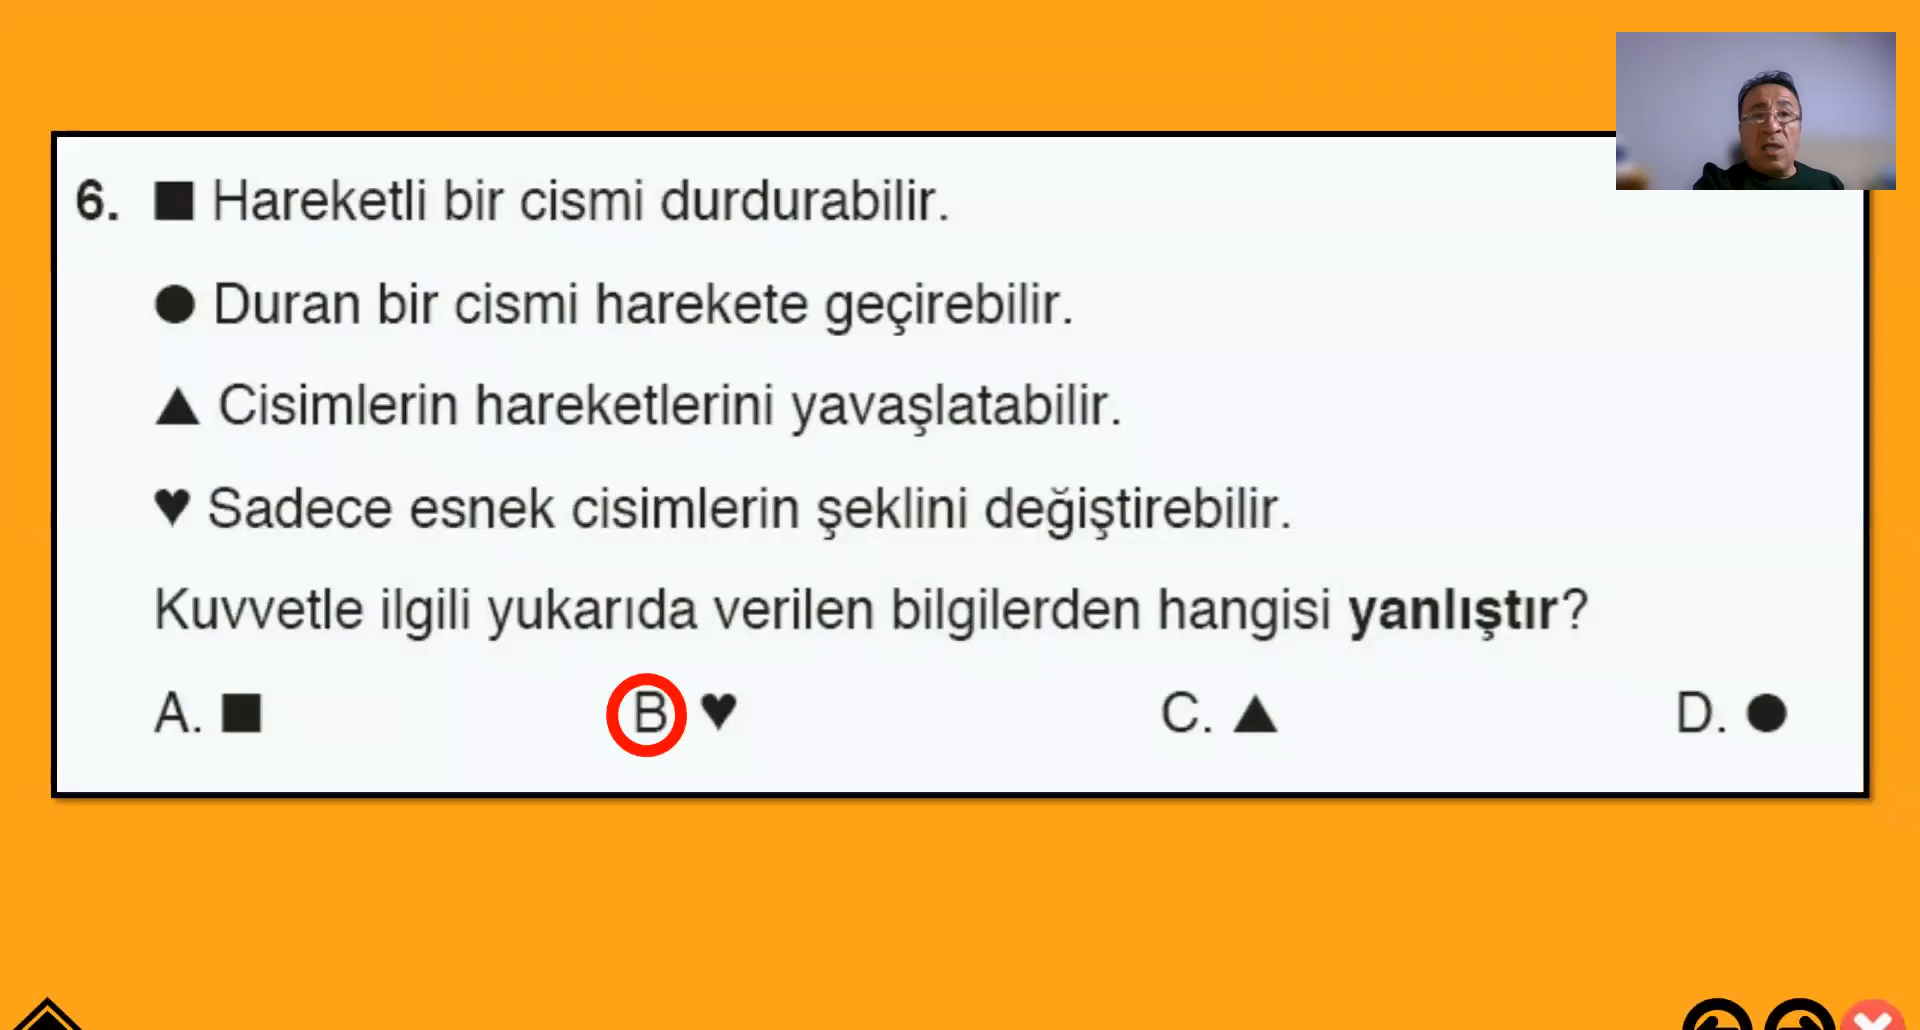 6. ■ Hareketli bir cismi durdurabilir.
● Duran bir cismi harekete geçirebilir.
▲ Cisimlerin hareketlerini yavaşlatabilir.
♥ Sadece esnek cisimlerin şeklini değiştirebilir.
Kuvvetle ilgili yukarıda verilen bilgilerden hangisi yanlıştır?
A. ■ B ♥ C. ▲ D. ●